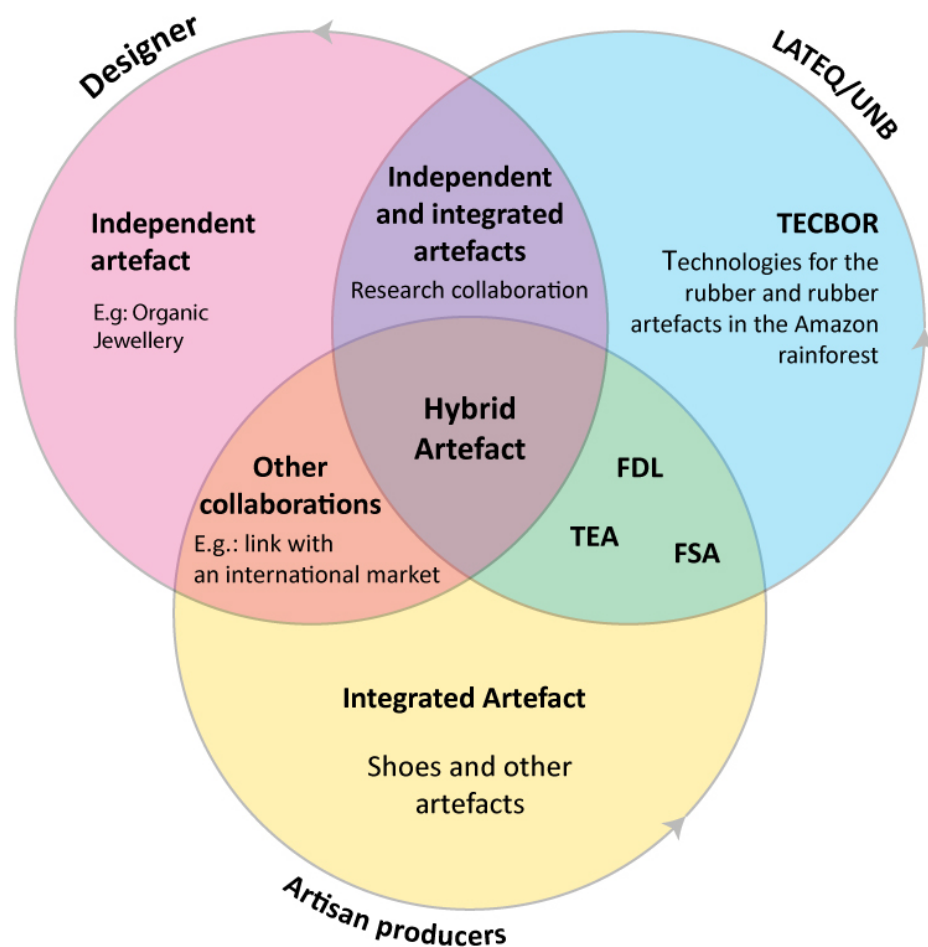 Designer
LATEQ/UNB
Independent
and integrated
artefacts
Research collaboration
Independent
artefact
E.g: Organic
Jewellery
TECBOR
Technologies for the
rubber and rubber
artefacts in the Amazon
rainforest
Hybrid
Artefact
Other
collaborations
E.g.: link with
an international market
FDL
TEA
FSA
Integrated Artefact
Shoes and other
artefacts
Artisan producers